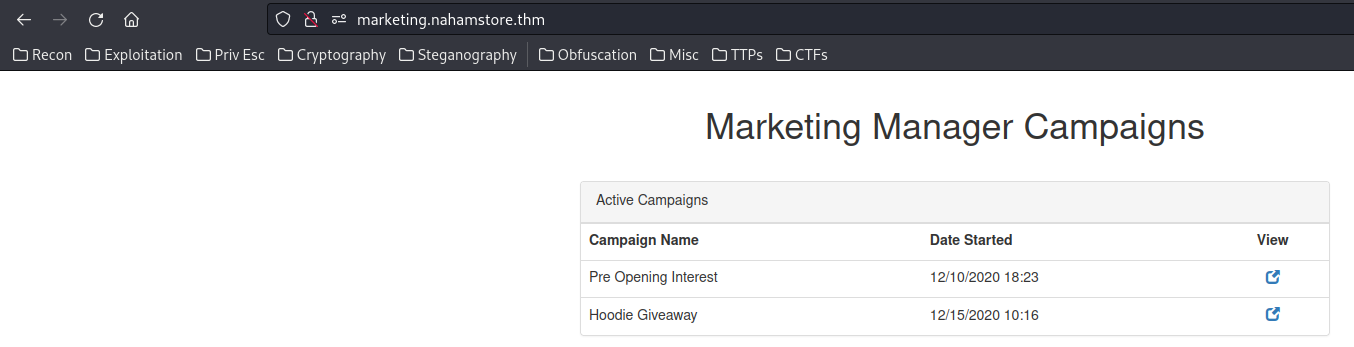 marketing.nahamstore.thm
Recon Exploitation Priv Esc Cryptography Steganography Obfuscation Misc TTPs CTFs
Marketing Manager Campaigns
Active Campaigns
Campaign Name Date Started View
Pre Opening Interest 12/10/2020 18:23
Hoodie Giveaway 12/15/2020 10:16